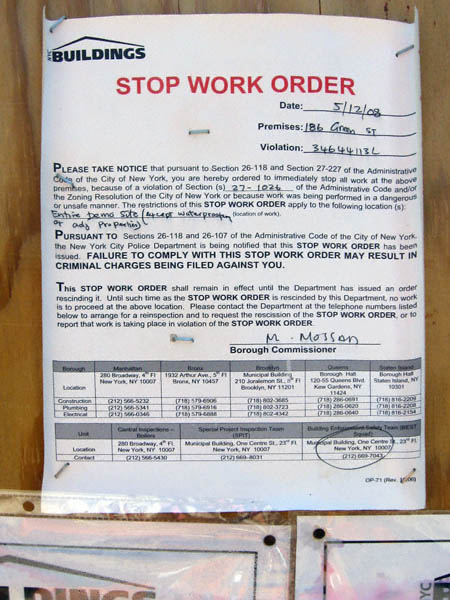 NYC BUILDINGS
STOP WORK ORDER
Date: 5/12/08
Premises: 186 Green ST
Violation: 34644113L
PLEASE TAKE NOTICE that pursuant to Section 26-118 and Section 27-227 of the Administrative
Code of the City of New York, you are hereby ordered to immediately stop all work at the above
premises, because of a violation of Section (s) 27-1026 of the Administrative Code and/or
the Zoning Resolution of the City of New York or because work was being performed in a dangerous
or unsafe manner. The restrictions of this STOP WORK ORDER apply to the following location (s):
Entire Demo Site (except waterproofing (location of work).
of adj Properties)
PURSUANT TO Sections 26-118 and 26-107 of the Administrative Code of the City of New York,
the New York City Police Department is being notified that this STOP WORK ORDER has been
issued. FAILURE TO COMPLY WITH THIS STOP WORK ORDER MAY RESULT IN
CRIMINAL CHARGES BEING FILED AGAINST YOU.
This STOP WORK ORDER shall remain in effect until the Department has issued an order
rescinding it. Until such time as the STOP WORK ORDER is rescinded by this Department, no work
is to proceed at the above location. Please contact the Department at the telephone numbers listed
below to arrange for a reinspection and to request the rescission of the STOP WORK ORDER, or to
report that work is taking place in violation of the STOP WORK ORDER.
M. Mossan
Borough Commissioner
Borough Manhattan Bronx Brooklyn Queens Staten Island
Location 280 Broadway, 4th Fl. New York, NY 10007 1932 Arthur Ave., 5th Fl. Bronx, NY 10457 Municipal Building 210 Joralemon St., 8th Fl Brooklyn, NY 11201 Borough Hall 120-55 Queens Blvd. Kew Gardens, NY 11424 Borough Hall Staten Island, NY 10301
Construction (212) 566-5232 (718) 579-6906 (718) 802-3685 (718) 286-0691 (718) 816-2209
Plumbing (212) 566-5341 (718) 579-6916 (718) 802-3723 (718) 286-0620 (718) 816-2208
Electrical (212) 566-0346 (718) 579-6888 (718) 802-4342 (718) 286-0640 (718) 816-2154
Unit Central Inspections - Boilers Special Project Inspection Team (SPIT) Building Enforcement Safety Team (BEST Squad)
Location 280 Broadway, 4th Fl. New York, NY 10007 Municipal Building, One Centre St., 23rd Fl. New York, NY 10007 Municipal Building, One Centre St., 23rd Fl. New York, NY 10007
Contact (212) 566-5430 (212) 669-8031 (212) 669-7043
OP-71 (Rev.
BUILDINGS
NYC